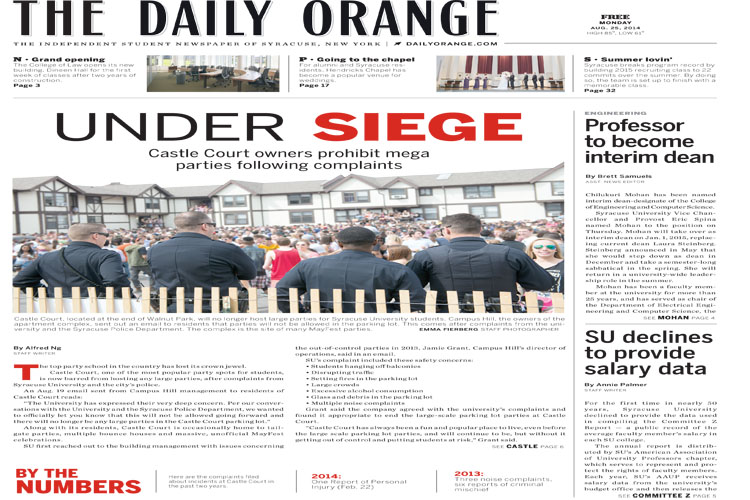 THE DAILY ORANGE
FREE
MONDAY
AUG. 25, 2014
HIGH 85°, LOW 61°
THE INDEPENDENT STUDENT NEWSPAPER OF SYRACUSE, NEW YORK | DAILYORANGE.COM
N • Grand opening
The College of Law opens its new
building, Dineen Hall for the first
week of classes after two years of
construction.
Page 3
P • Going to the chapel
For alumni and Syracuse res-
idents, Hendricks Chapel has
become a popular venue for
weddings.
Page 17
S • Summer lovin'
Syracuse breaks program record by
building 2015 recruiting class to 22
commits over the summer. By doing
so, the team is set up to finish with a
memorable class.
Page 32
UNDER SIEGE
Castle Court owners prohibit mega
parties following complaints
Castle Court, located at the end of Walnut Park, will no longer host large parties for Syracuse University students. Campus Hill, the owners of the
apartment complex, sent out an email to residents that parties will not be allowed in the parking lot. This comes after complaints from the uni-
versity and the Syracuse Police Department. The complex is the site of many MayFest parties. EMMA FIERBERG STAFF PHOTOGRAPHER
By Alfred Ng
STAFF WRITER
The top party school in the country has lost its crown jewel.
Castle Court, one of the most popular party spots for students,
is now barred from hosting any large parties, after complaints from
Syracuse University and the city's police.
An Aug. 19 email sent from Campus Hill management to residents of
Castle Court reads:
"The University has expressed their very deep concern. Per our conver-
sations with the University and the Syracuse Police Department, we wanted
to officially let you know that this will not be allowed going forward and
there will no longer be any large parties in the Castle Court parking lot."
Along with its residents, Castle Court is occasionally home to tail-
gate parties, multiple bounce houses and massive, unofficial MayFest
celebrations.
SU first reached out to the building management with issues concerning
the out-of-control parties in 2013, Jamie Grant, Campus Hill's director of
operations, said in an email.
SU's complaint included these safety concerns:
• Students hanging off balconies
• Disrupting traffic
• Setting fires in the parking lot
• Large crowds
• Excessive alcohol consumption
• Glass and debris in the parking lot
• Multiple noise complaints
Grant said the company agreed with the university's complaints and
found it appropriate to end the large-scale parking lot parties at Castle
Court.
"Castle Court has always been a fun and popular place to live, even before
the large scale parking lot parties, and will continue to be, but without it
getting out of control and putting students at risk," Grant said.
SEE CASTLE PAGE 6
ENGINEERING
Professor
to become
interim dean
By Brett Samuels
ASST. NEWS EDITOR
Chilukuri Mohan has been named
interim dean-designate of the College
of Engineering and Computer Science.
Syracuse University Vice Chan-
cellor and Provost Eric Spina
named Mohan to the position on
Thursday. Mohan will take over as
interim dean on Jan. 1, 2015, replac-
ing current dean Laura Steinberg.
Steinberg announced in May that
she would step down as dean in
December and take a semester-long
sabbatical in the spring. She will
return in a university-wide leader-
ship role in the summer.
Mohan has been a faculty mem-
ber at the university for more than
25 years, and has served as chair of
the Department of Electrical Engi-
neering and Computer Science, the
SEE MOHAN PAGE 4
SU declines
to provide
salary data
By Annie Palmer
STAFF WRITER
For the first time in nearly 50
years, Syracuse University
declined to provide the data used
in compiling the Committee Z
Report — a public record of the
average faculty member's salary in
each SU college.
The annual report is distrib-
uted by SU's American Association
of University Professor's chapter,
which serves to represent and pro-
tect the rights of faculty members.
Each year, SU's AAUP receives
salary data from the university's
budget office and then releases the
SEE COMMITTEE Z PAGE 5
BY THE
NUMBERS
Here are the complaints filed
about incidents at Castle Court in
the past two years.
2014:
One Report of Personal
Injury (Feb. 22)
2013:
Three noise complaints,
six reports of criminal
mischief